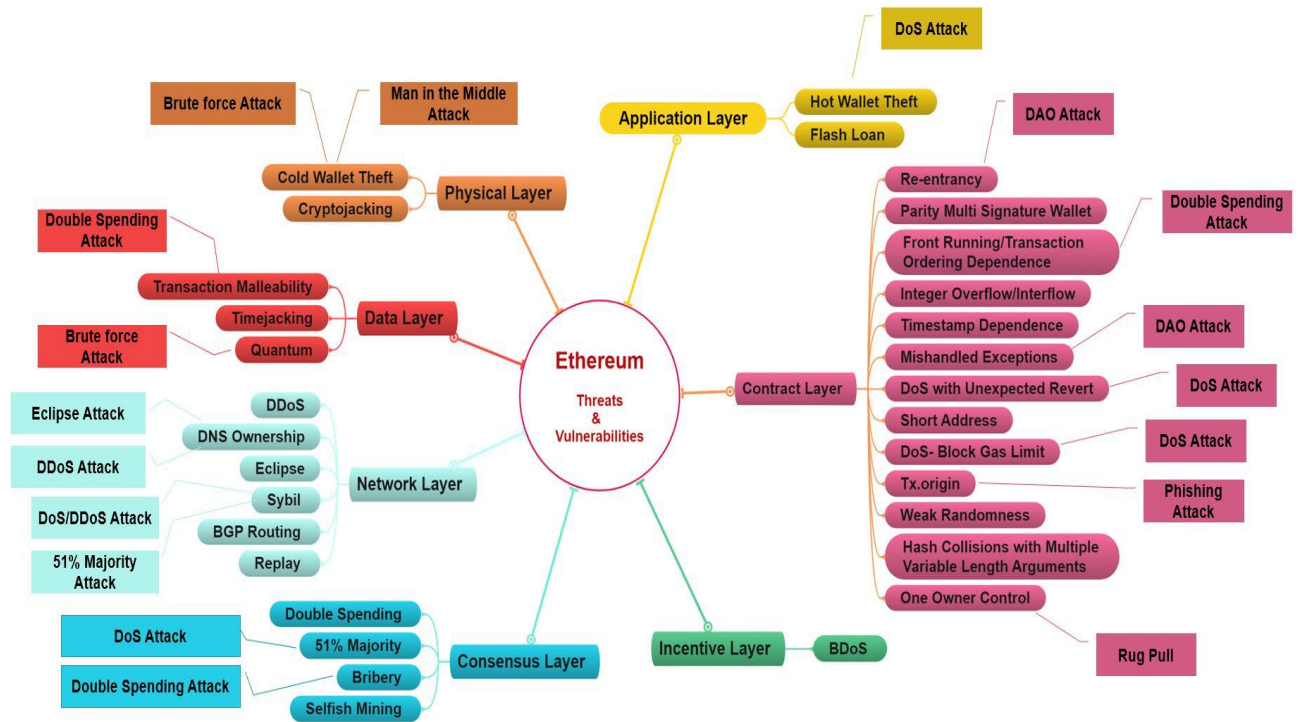 DoS Attack
Hot Wallet Theft
Application Layer
Flash Loan
Brute force Attack
Man in the Middle
Attack
Cold Wallet Theft
Physical Layer
Cryptojacking
DAO Attack
Re-entrancy
Parity Multi Signature Wallet
Double Spending
Attack
Front Running/Transaction
Ordering Dependence
Integer Overflow/Interflow
Timestamp Dependence
DAO Attack
Mishandled Exceptions
Contract Layer
DoS with Unexpected Revert
DoS Attack
Short Address
DoS- Block Gas Limit
DoS Attack
Tx.origin
Phishing
Attack
Weak Randomness
Hash Collisions with Multiple
Variable Length Arguments
One Owner Control
Rug Pull
Double Spending
Attack
Transaction Malleability
Timejacking
Data Layer
Brute force
Attack
Quantum
Ethereum
Threats
&
Vulnerabilities
Eclipse Attack
DDoS
DNS Ownership
DDoS Attack
Eclipse
Network Layer
Sybil
DoS/DDoS Attack
BGP Routing
51% Majority
Attack
Replay
Double Spending
DoS Attack
51% Majority
Consensus Layer
Bribery
Double Spending Attack
Selfish Mining
Incentive Layer
BDoS